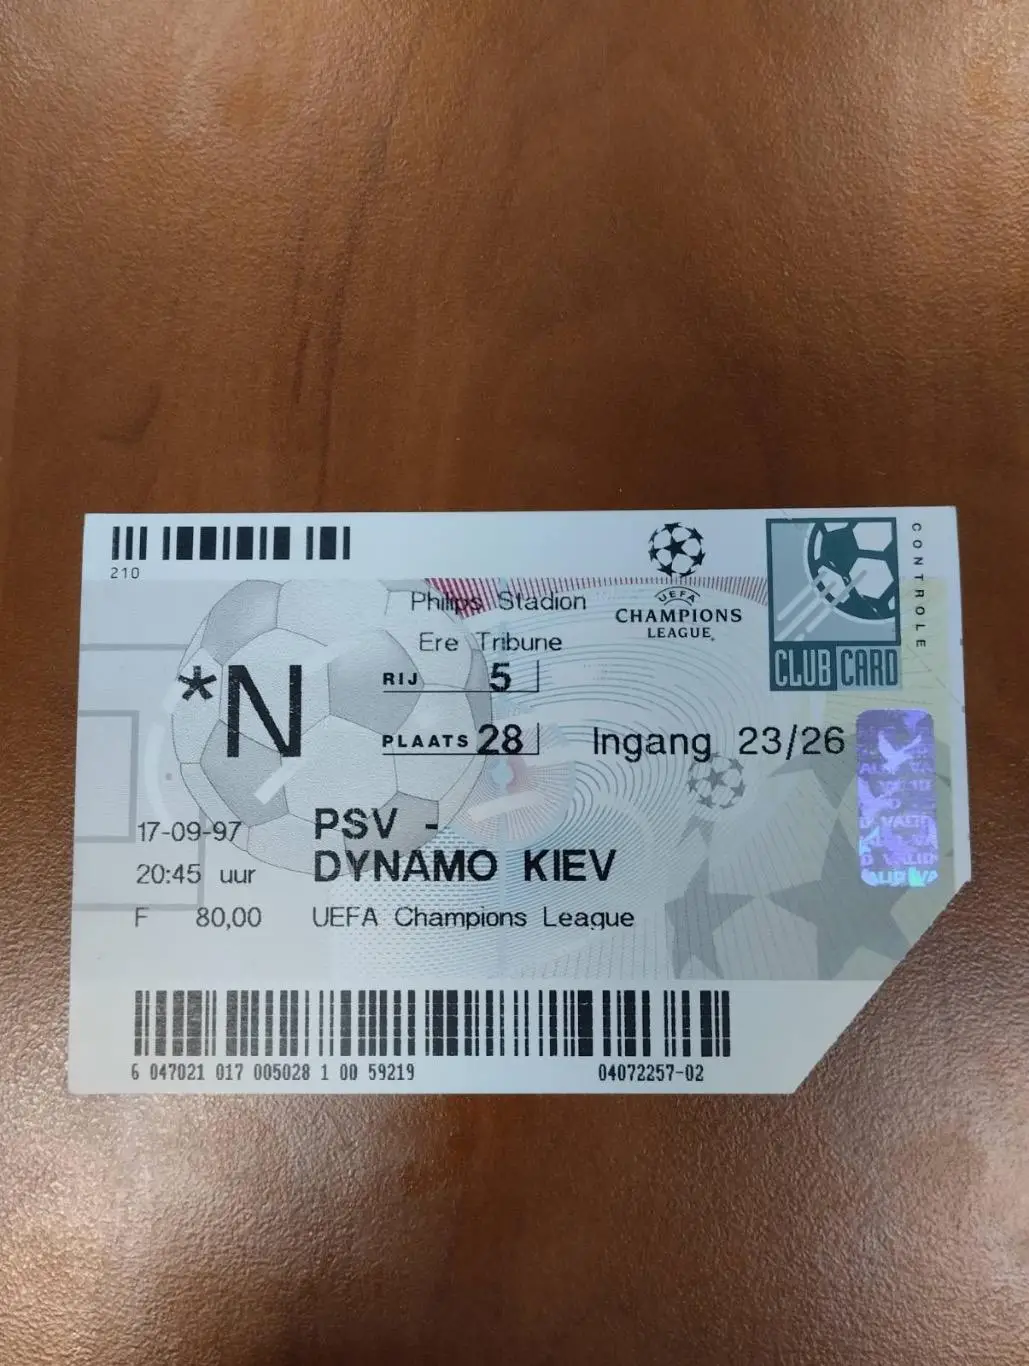 210
Philips Stadion
Ere Tribune
*N
RIJ 5
PLAATS 28
Ingang 23/26
UEFA
CHAMPIONS
LEAGUE
CLUB CARD
CONTROLE
17-09-97
PSV -
DYNAMO KIEV
20:45 uur
F 80,00
UEFA Champions League
6 047021 017 005028 1 00 59219
04072257-02